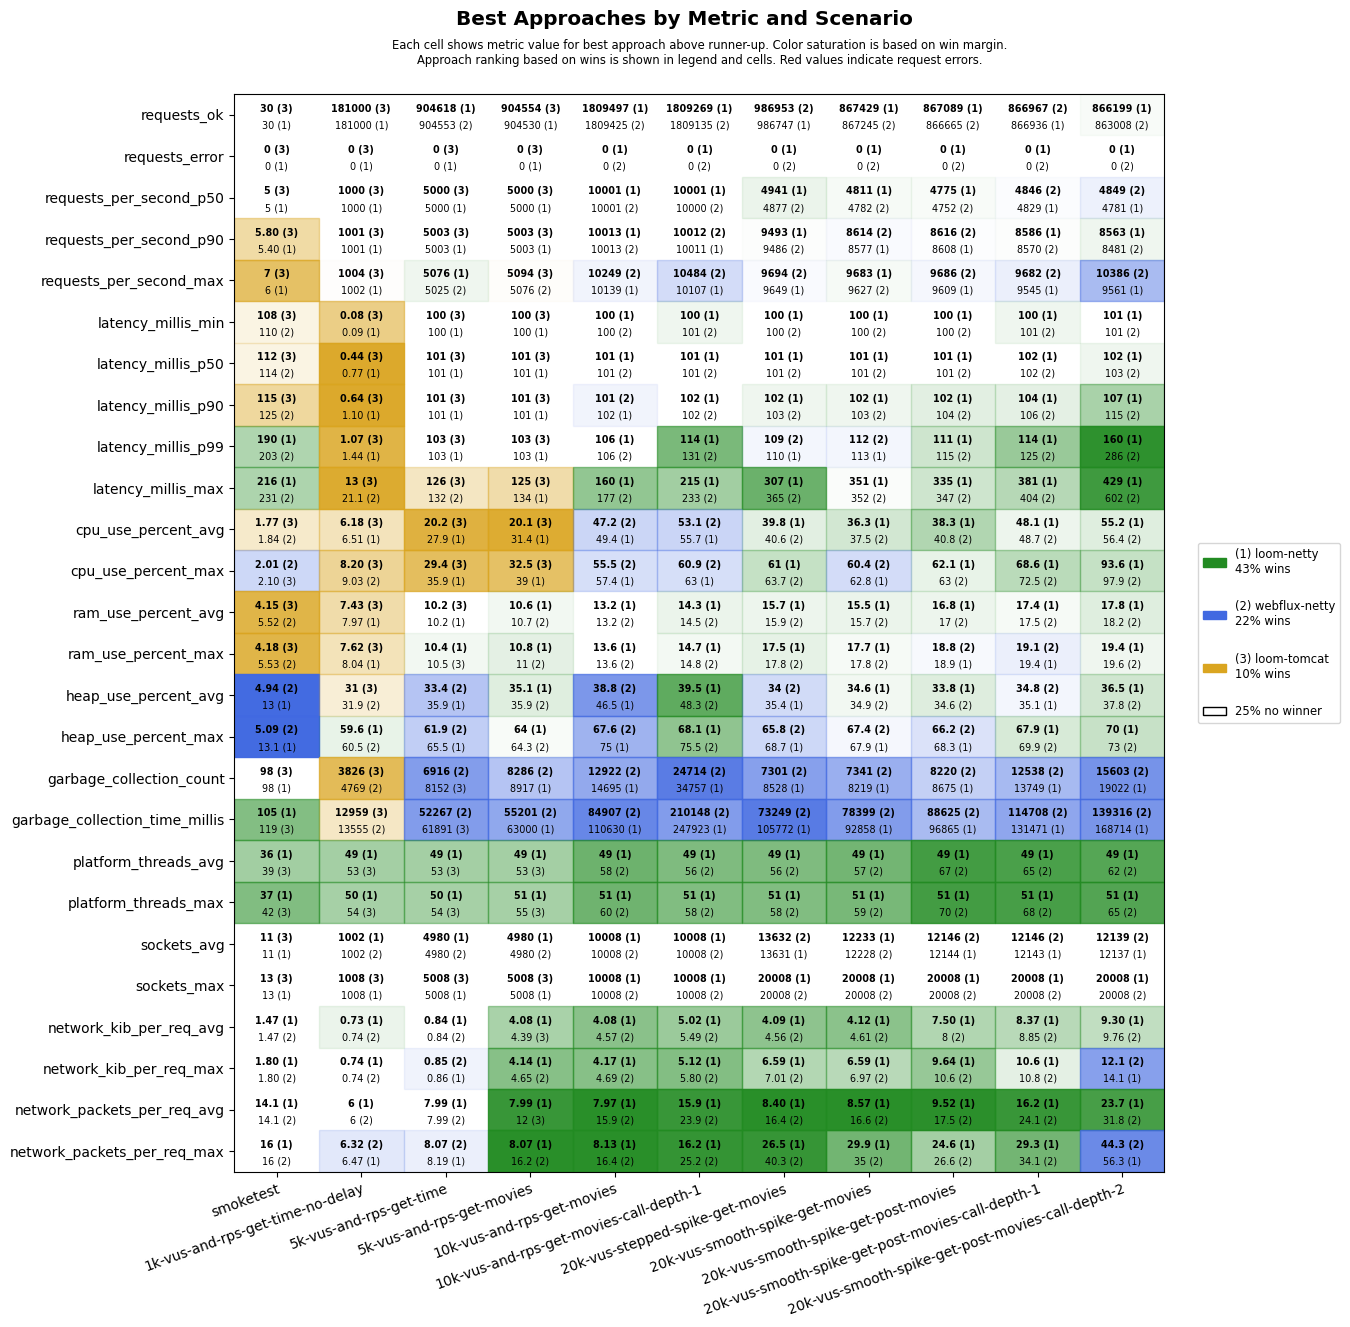 Best Approaches by Metric and Scenario
Each cell shows metric value for best approach above runner-up. Color saturation is based on win margin.
Approach ranking based on wins is shown in legend and cells. Red values indicate request errors.
requests_ok
30 (3) 181000 (3) 904618 (1) 904554 (3) 1809497 (1) 1809269 (1) 986953 (2) 867429 (1) 867089 (1) 866967 (2) 866199 (1)
30 (1) 181000 (1) 904553 (2) 904530 (1) 1809425 (2) 1809135 (2) 986747 (1) 867245 (2) 866665 (2) 866936 (1) 863008 (2)
requests_error
0 (3) 0 (3) 0 (3) 0 (3) 0 (1) 0 (1) 0 (1) 0 (1) 0 (1) 0 (1) 0 (1)
0 (1) 0 (1) 0 (1) 0 (1) 0 (2) 0 (2) 0 (2) 0 (2) 0 (2) 0 (2) 0 (2)
requests_per_second_p50
5 (3) 1000 (3) 5000 (3) 5000 (3) 10001 (1) 10001 (1) 4941 (1) 4811 (1) 4775 (1) 4846 (2) 4849 (2)
5 (1) 1000 (1) 5000 (1) 5000 (1) 10001 (2) 10000 (2) 4877 (2) 4782 (2) 4752 (2) 4829 (1) 4781 (1)
requests_per_second_p90
5.80 (3) 1001 (3) 5003 (3) 5003 (3) 10013 (1) 10012 (2) 9493 (1) 8614 (2) 8616 (2) 8586 (1) 8563 (1)
5.40 (1) 1001 (1) 5003 (1) 5003 (1) 10013 (2) 10011 (1) 9486 (2) 8577 (1) 8608 (1) 8570 (2) 8481 (2)
requests_per_second_max
7 (3) 1004 (3) 5076 (1) 5094 (3) 10249 (2) 10484 (2) 9694 (2) 9683 (1) 9686 (2) 9682 (2) 10386 (2)
6 (1) 1002 (1) 5025 (2) 5076 (2) 10139 (1) 10107 (1) 9649 (1) 9627 (2) 9609 (1) 9545 (1) 9561 (1)
latency_millis_min
108 (3) 0.08 (3) 100 (3) 100 (3) 100 (1) 100 (1) 100 (1) 100 (1) 100 (1) 100 (1) 101 (1)
110 (2) 0.09 (1) 100 (1) 100 (1) 100 (2) 101 (2) 100 (2) 100 (2) 100 (2) 101 (2) 101 (2)
latency_millis_p50
112 (3) 0.44 (3) 101 (3) 101 (3) 101 (1) 101 (1) 101 (1) 101 (1) 101 (1) 102 (1) 102 (1)
114 (2) 0.77 (1) 101 (1) 101 (1) 101 (2) 101 (2) 101 (2) 101 (2) 101 (2) 102 (2) 103 (2)
latency_millis_p90
115 (3) 0.64 (3) 101 (3) 101 (3) 101 (2) 102 (1) 102 (1) 102 (1) 102 (1) 104 (1) 107 (1)
125 (2) 1.10 (1) 101 (1) 101 (1) 102 (1) 102 (2) 103 (2) 103 (2) 104 (2) 106 (2) 115 (2)
latency_millis_p99
190 (1) 1.07 (3) 103 (3) 103 (3) 106 (1) 114 (1) 109 (2) 112 (2) 111 (1) 114 (1) 160 (1)
203 (2) 1.44 (1) 103 (1) 103 (1) 106 (2) 131 (2) 110 (1) 113 (1) 115 (2) 125 (2) 286 (2)
latency_millis_max
216 (1) 13 (3) 126 (3) 125 (3) 160 (1) 215 (1) 307 (1) 351 (1) 335 (1) 381 (1) 429 (1)
231 (2) 21.1 (2) 132 (2) 134 (1) 177 (2) 233 (2) 365 (2) 352 (2) 347 (2) 404 (2) 602 (2)
cpu_use_percent_avg
1.77 (3) 6.18 (3) 20.2 (3) 20.1 (3) 47.2 (2) 53.1 (2) 39.8 (1) 36.3 (1) 38.3 (1) 48.1 (1) 55.2 (1)
1.84 (2) 6.51 (1) 27.9 (1) 31.4 (1) 49.4 (1) 55.7 (1) 40.6 (2) 37.5 (2) 40.8 (2) 48.7 (2) 56.4 (2)
cpu_use_percent_max
2.01 (2) 8.20 (3) 29.4 (3) 32.5 (3) 55.5 (2) 60.9 (2) 61 (1) 60.4 (2) 62.1 (1) 68.6 (1) 93.6 (1)
2.10 (3) 9.03 (2) 35.9 (1) 39 (1) 57.4 (1) 63 (1) 63.7 (2) 62.8 (1) 63 (2) 72.5 (2) 97.9 (2)
ram_use_percent_avg
4.15 (3) 7.43 (3) 10.2 (3) 10.6 (1) 13.2 (1) 14.3 (1) 15.7 (1) 15.5 (1) 16.8 (1) 17.4 (1) 17.8 (1)
5.52 (2) 7.97 (1) 10.2 (1) 10.7 (2) 13.2 (2) 14.5 (2) 15.9 (2) 15.7 (2) 17 (2) 17.5 (2) 18.2 (2)
ram_use_percent_max
4.18 (3) 7.62 (3) 10.4 (1) 10.8 (1) 13.6 (1) 14.7 (1) 17.5 (1) 17.7 (1) 18.8 (2) 19.1 (2) 19.4 (1)
5.53 (2) 8.04 (1) 10.5 (3) 11 (2) 13.6 (2) 14.8 (2) 17.8 (2) 17.8 (2) 18.9 (1) 19.4 (1) 19.6 (2)
heap_use_percent_avg
4.94 (2) 31 (3) 33.4 (2) 35.1 (1) 38.8 (2) 39.5 (1) 34 (2) 34.6 (1) 33.8 (1) 34.8 (2) 36.5 (1)
13 (1) 31.9 (2) 35.9 (1) 35.9 (2) 46.5 (1) 48.3 (2) 35.4 (1) 34.9 (2) 34.6 (2) 35.1 (1) 37.8 (2)
heap_use_percent_max
5.09 (2) 59.6 (1) 61.9 (2) 64 (1) 67.6 (2) 68.1 (1) 65.8 (2) 67.4 (2) 66.2 (2) 67.9 (1) 70 (1)
13.1 (1) 60.5 (2) 65.5 (1) 64.3 (2) 75 (1) 75.5 (2) 68.7 (1) 67.9 (1) 68.3 (1) 69.9 (2) 73 (2)
garbage_collection_count
98 (3) 3826 (3) 6916 (2) 8286 (2) 12922 (2) 24714 (2) 7301 (2) 7341 (2) 8220 (2) 12538 (2) 15603 (2)
98 (1) 4769 (2) 8152 (3) 8917 (1) 14695 (1) 34757 (1) 8528 (1) 8219 (1) 8675 (1) 13749 (1) 19022 (1)
garbage_collection_time_millis
105 (1) 12959 (3) 52267 (2) 55201 (2) 84907 (2) 210148 (2) 73249 (2) 78399 (2) 88625 (2) 114708 (2) 139316 (2)
119 (3) 13555 (2) 61891 (3) 63000 (1) 110630 (1) 247923 (1) 105772 (1) 92858 (1) 96865 (1) 131471 (1) 168714 (1)
platform_threads_avg
36 (1) 49 (1) 49 (1) 49 (1) 49 (1) 49 (1) 49 (1) 49 (1) 49 (1) 49 (1) 49 (1)
39 (3) 53 (3) 53 (3) 53 (3) 58 (2) 56 (2) 56 (2) 57 (2) 67 (2) 65 (2) 62 (2)
platform_threads_max
37 (1) 50 (1) 50 (1) 51 (1) 51 (1) 51 (1) 51 (1) 51 (1) 51 (1) 51 (1) 51 (1)
42 (3) 54 (3) 54 (3) 55 (3) 60 (2) 58 (2) 58 (2) 59 (2) 70 (2) 68 (2) 65 (2)
sockets_avg
11 (3) 1002 (1) 4980 (1) 4980 (1) 10008 (1) 10008 (1) 13632 (2) 12233 (1) 12146 (2) 12146 (2) 12139 (2)
11 (1) 1002 (2) 4980 (2) 4980 (2) 10008 (2) 10008 (2) 13631 (1) 12228 (2) 12144 (1) 12143 (1) 12137 (1)
sockets_max
13 (3) 1008 (3) 5008 (3) 5008 (3) 10008 (1) 10008 (1) 20008 (1) 20008 (1) 20008 (1) 20008 (1) 20008 (1)
13 (1) 1008 (1) 5008 (1) 5008 (1) 10008 (2) 10008 (2) 20008 (2) 20008 (2) 20008 (2) 20008 (2) 20008 (2)
network_kib_per_req_avg
1.47 (1) 0.73 (1) 0.84 (1) 4.08 (1) 4.08 (1) 5.02 (1) 4.09 (1) 4.12 (1) 7.50 (1) 8.37 (1) 9.30 (1)
1.47 (2) 0.74 (2) 0.84 (2) 4.39 (3) 4.57 (2) 5.49 (2) 4.56 (2) 4.61 (2) 8 (2) 8.85 (2) 9.76 (2)
network_kib_per_req_max
1.80 (1) 0.74 (1) 0.85 (2) 4.14 (1) 4.17 (1) 5.12 (1) 6.59 (1) 6.59 (1) 9.64 (1) 10.6 (1) 12.1 (2)
1.80 (2) 0.74 (2) 0.86 (1) 4.65 (2) 4.69 (2) 5.80 (2) 7.01 (2) 6.97 (2) 10.6 (2) 10.8 (2) 14.1 (1)
network_packets_per_req_avg
14.1 (1) 6 (1) 7.99 (1) 7.99 (1) 7.97 (1) 15.9 (1) 8.40 (1) 8.57 (1) 9.52 (1) 16.2 (1) 23.7 (1)
14.1 (2) 6 (2) 7.99 (2) 12 (3) 15.9 (2) 23.9 (2) 16.4 (2) 16.6 (2) 17.5 (2) 24.1 (2) 31.8 (2)
network_packets_per_req_max
16 (1) 6.32 (2) 8.07 (2) 8.07 (1) 8.13 (1) 16.2 (1) 26.5 (1) 29.9 (1) 24.6 (1) 29.3 (1) 44.3 (2)
16 (2) 6.47 (1) 8.19 (1) 16.2 (2) 16.4 (2) 25.2 (2) 40.3 (2) 35 (2) 26.6 (2) 34.1 (2) 56.3 (1)
smoketest
1k-vus-and-rps-get-time-no-delay
5k-vus-and-rps-get-time
5k-vus-and-rps-get-movies
10k-vus-and-rps-get-movies
10k-vus-and-rps-get-movies-call-depth-1
20k-vus-stepped-spike-get-movies
20k-vus-smooth-spike-get-movies
20k-vus-smooth-spike-get-post-movies
20k-vus-smooth-spike-get-post-movies-call-depth-1
20k-vus-smooth-spike-get-post-movies-call-depth-2
(1) loom-netty
43% wins
(2) webflux-netty
22% wins
(3) loom-tomcat
10% wins
25% no winner